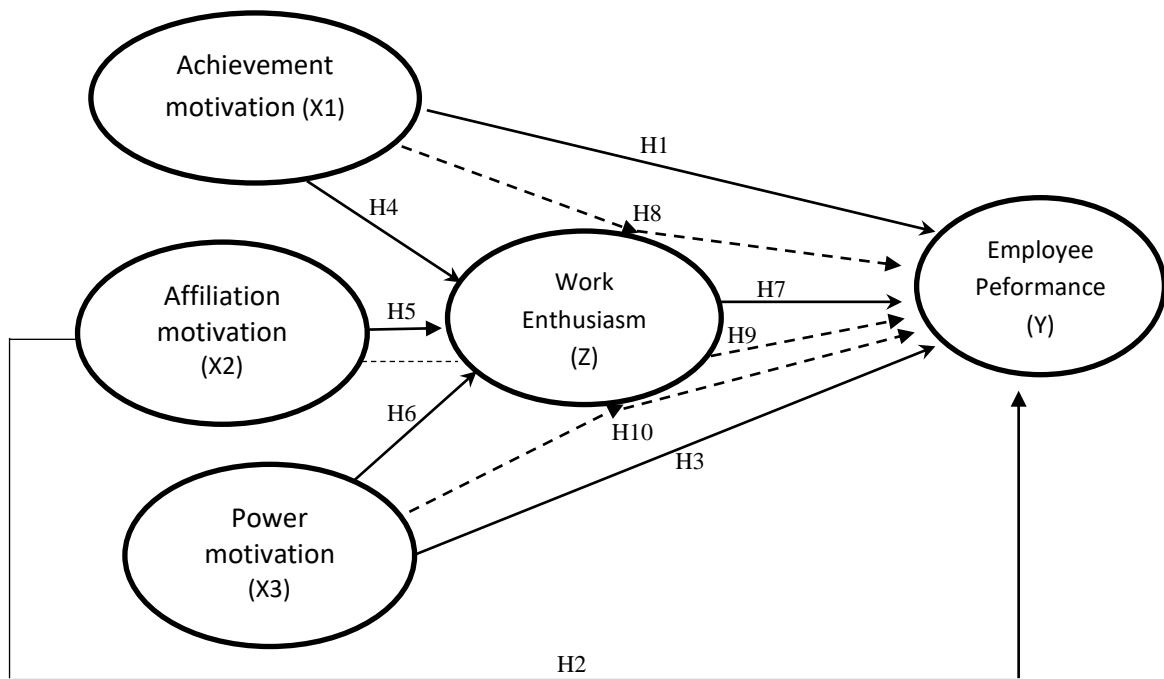 Achievement
motivation (X1)
H1
H4
H8
Affiliation
motivation
(X2)
H5
Work
Enthusiasm
(Z)
H7
H9
Employee
Peformance
(Y)
H6
H10
H3
Power
motivation
(X3)
H2